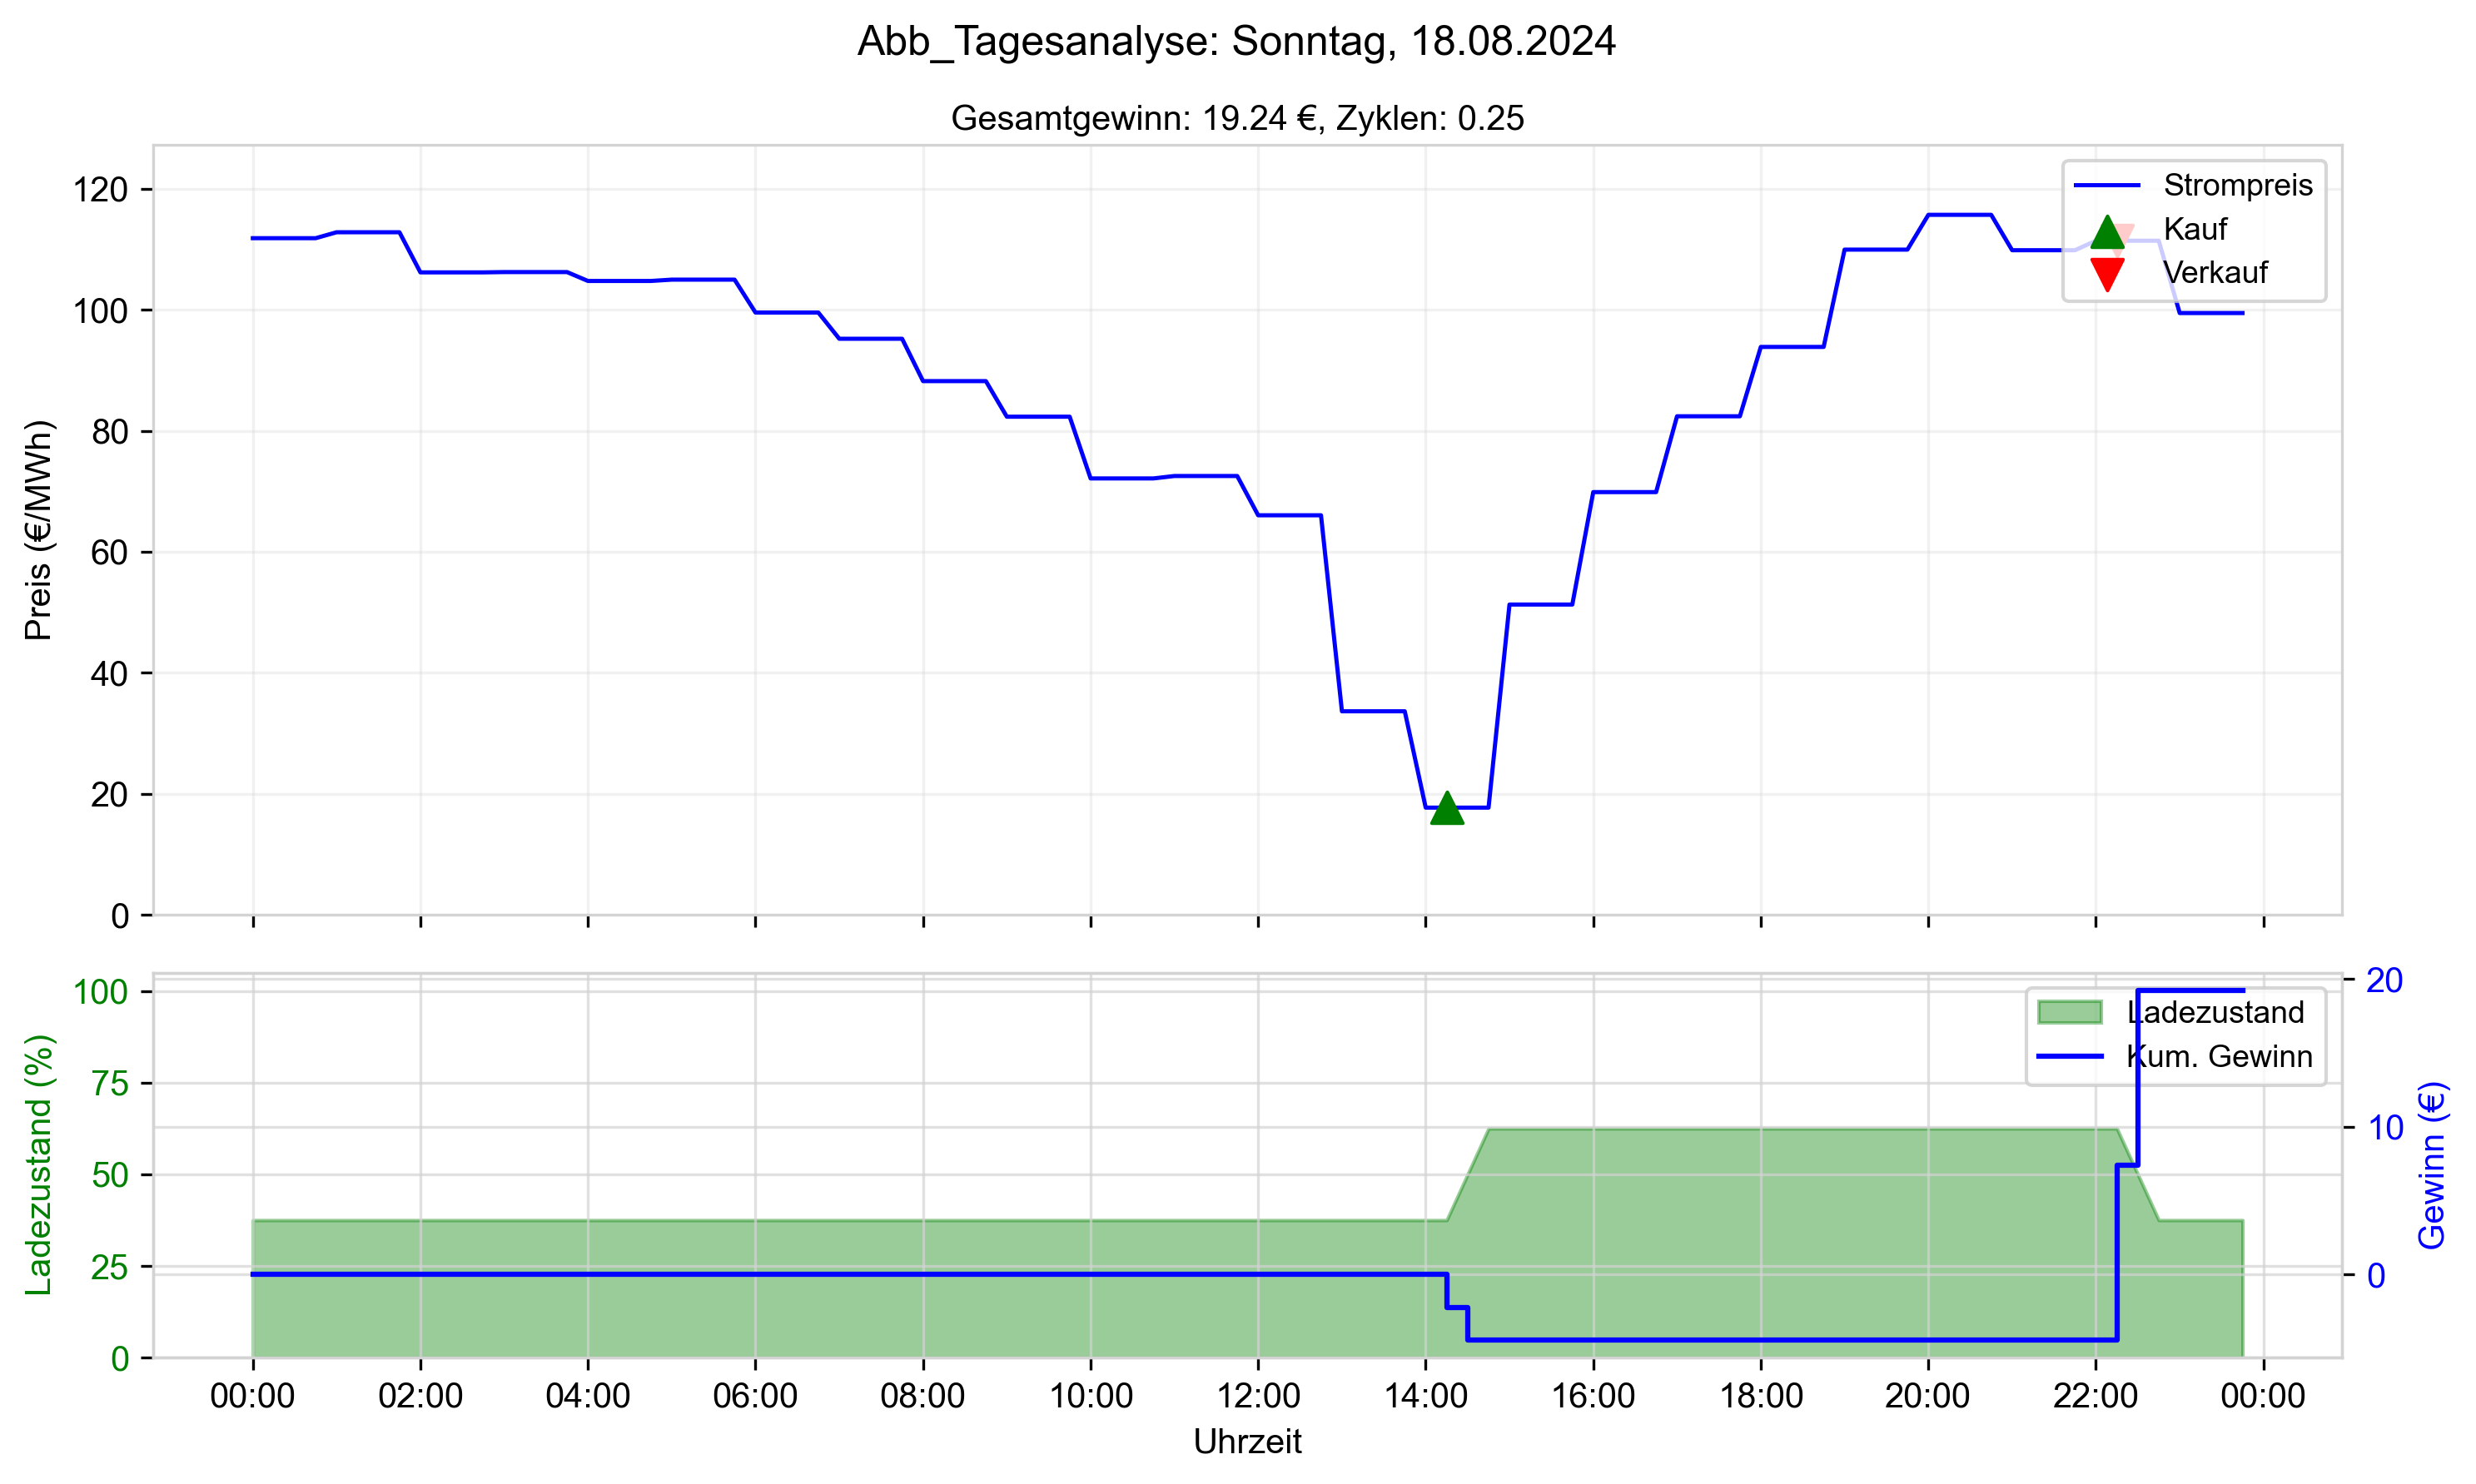 Abb_Tagesanalyse: Sonntag, 18.08.2024
Gesamtgewinn: 19.24 €, Zyklen: 0.25
Preis (€/MWh)
120
100
80
60
40
20
0
Strompreis
Kauf
Verkauf
Ladezustand (%)
100
75
50
25
0
Ladezustand
Kum. Gewinn
20
10
0
Gewinn (€)
00:00 02:00 04:00 06:00 08:00 10:00 12:00 14:00 16:00 18:00 20:00 22:00 00:00
Uhrzeit